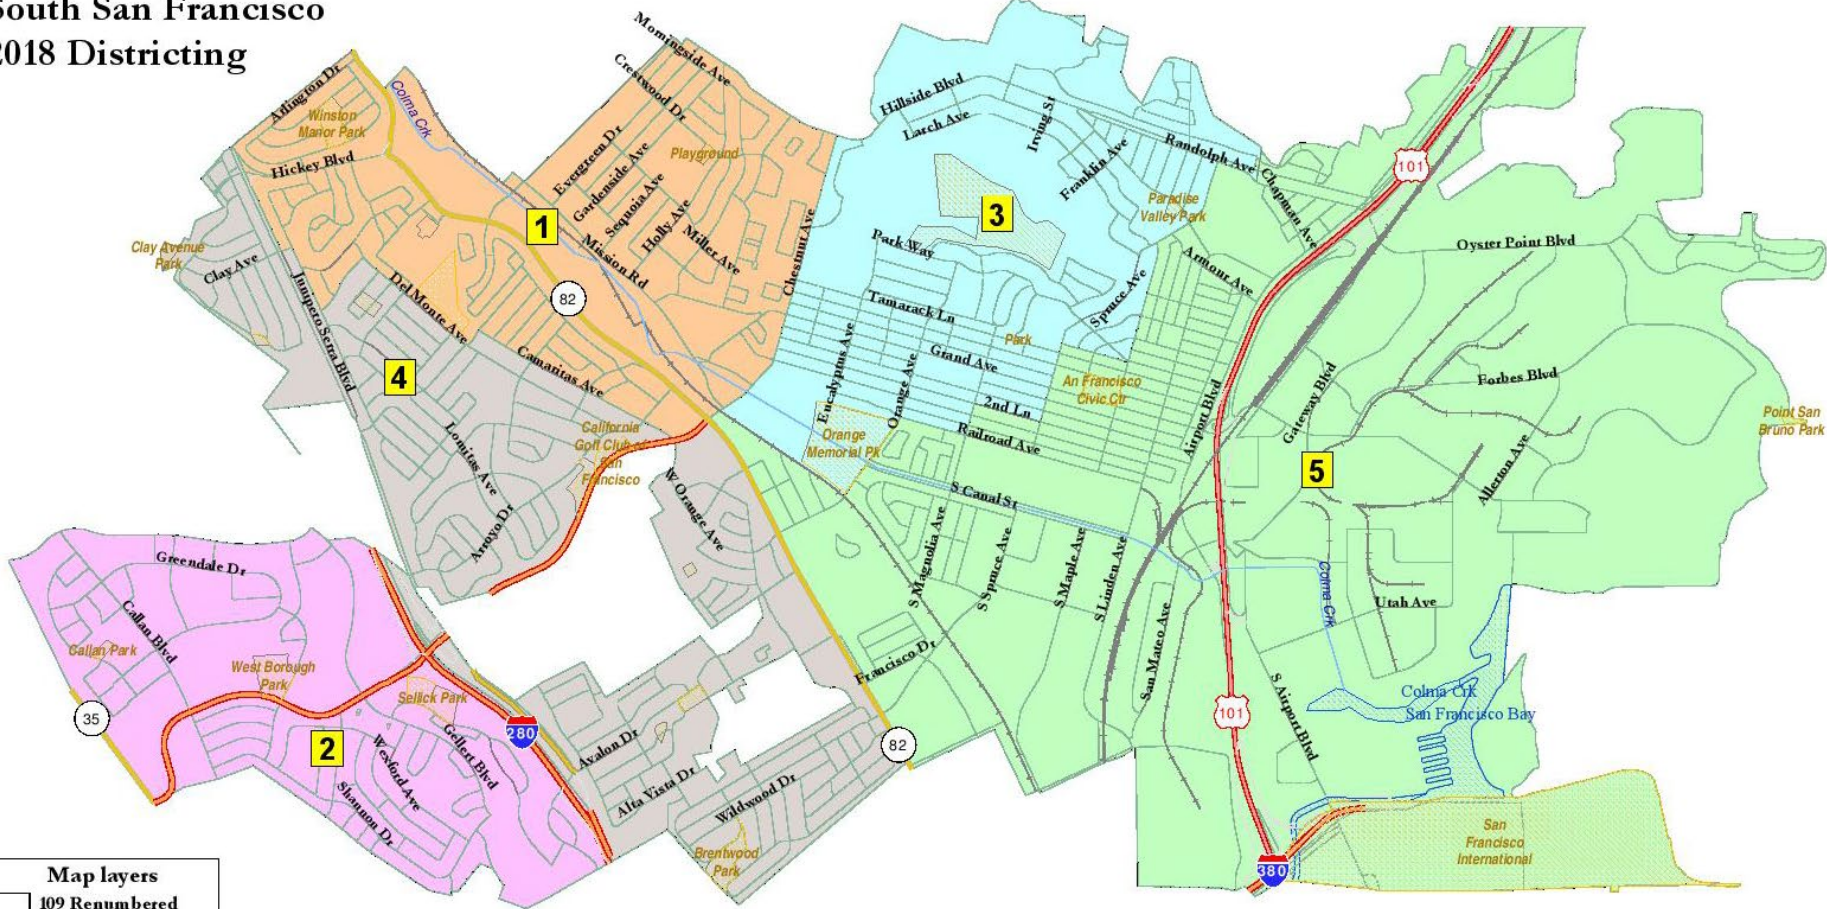 South San Francisco
2018 Districting
Arlington Dr
Winston
Manor Park
Hickey Blvd
Colma Crk
Morningside Ave
Crestwood Dr
Playground
Evergreen Dr
Gardenside Ave
Sequoia Ave
Holly Ave
Miller Ave
Mission Rd
1
82
Chestnut Ave
Hillside Blvd
Larch Ave
Irving St
Franklin Ave
Randolph Ave
Chapman Ave
101
3
Paradise
Valley Park
Park Way
Armour Ave
Oyster Point Blvd
Clay Avenue
Park
Clay Ave
Junipero Serra Blvd
Del Monte Ave
Camaritas Ave
4
Tamarack Ln
Spruce Ave
Park
Eucalyptus Ave
Orange Ave
Grand Ave
2nd Ln
An Francisco
Civic Ctr
Airport Blvd
Gateway Blvd
Forbes Blvd
Point San
Bruno Park
Orange
Memorial Pk
Railroad Ave
5
Allerton Ave
California
Golf Club of
San
Francisco
Lomitas Ave
Arroyo Dr
W Orange Ave
S Canal St
S Magnolia Ave
S Spruce Ave
S Maple Ave
S Linden Ave
Colma Crk
Utah Ave
Greendale Dr
Callan Blvd
Callan Park
West Borough
Park
Sellick Park
35
2
Wexford Ave
Gellert Blvd
Shannon Dr
280
Avalon Dr
Alta Vista Dr
Wildwood Dr
Brentwood
Park
Francisco Dr
82
San Mateo Ave
101
S Airport Blvd
Colma Crk
San Francisco Bay
San
Francisco
International
380
Map layers
109 Renumbered